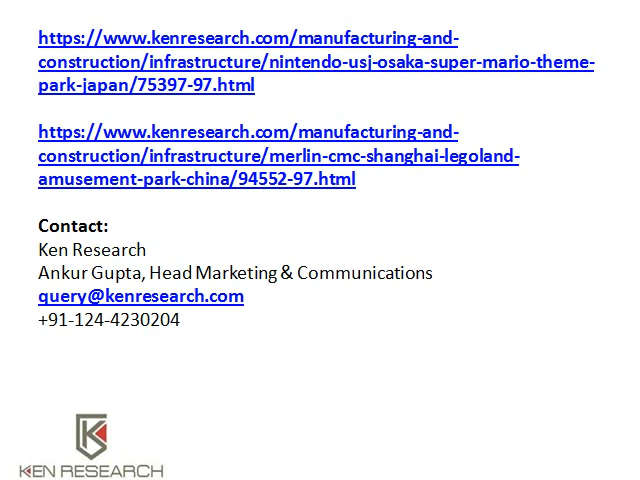 https://www.kenresearch.com/manufacturing-and-
construction/infrastructure/nintendo-usj-osaka-super-mario-theme-
park-japan/75397-97.html
https://www.kenresearch.com/manufacturing-and-
construction/infrastructure/merlin-cmc-shanghai-legoland-
amusement-park-china/94552-97.html
Contact:
Ken Research
Ankur Gupta, Head Marketing & Communications
query@kenresearch.com
+91-124-4230204
KEN RESEARCH